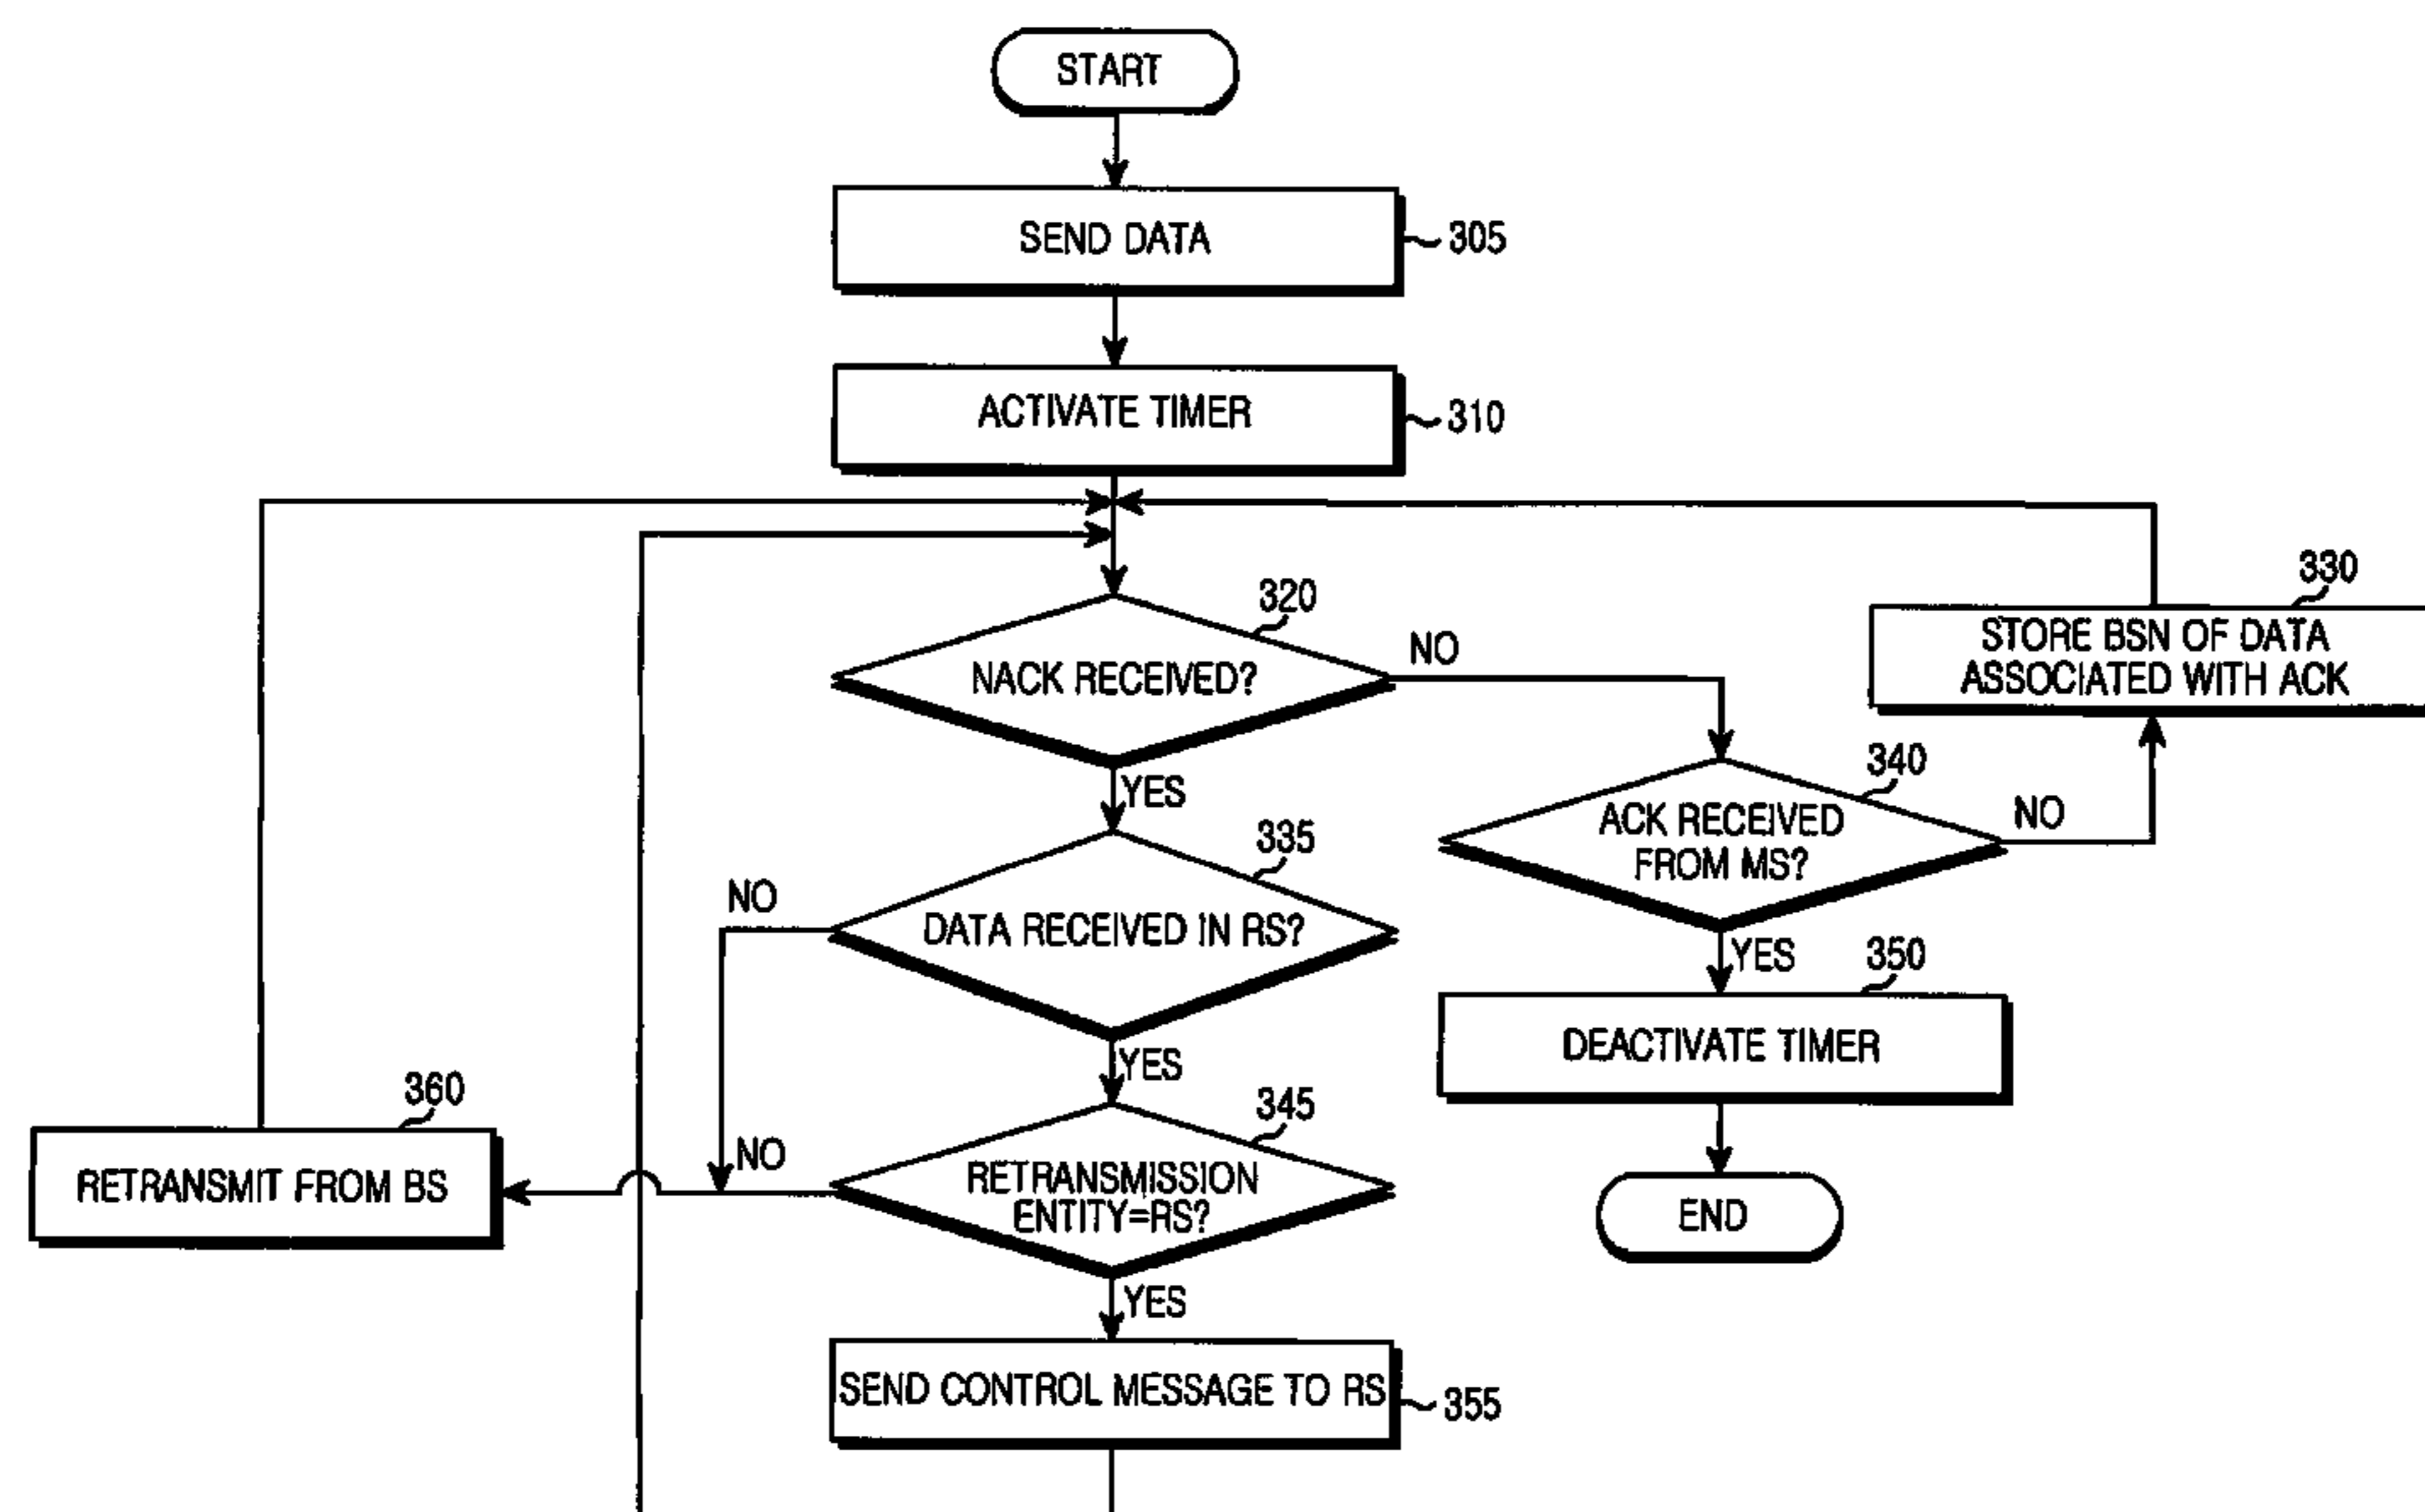 START
SEND DATA
305
ACTIVATE TIMER
310
320
NACK RECEIVED?
NO
YES
330
STORE BSN OF DATA
ASSOCIATED WITH ACK
340
ACK RECEIVED
FROM MS?
NO
YES
335
DATA RECEIVED IN RS?
NO
YES
350
DEACTIVATE TIMER
END
345
RETRANSMISSION
ENTITY=RS?
NO
YES
360
RETRANSMIT FROM BS
SEND CONTROL MESSAGE TO RS
355